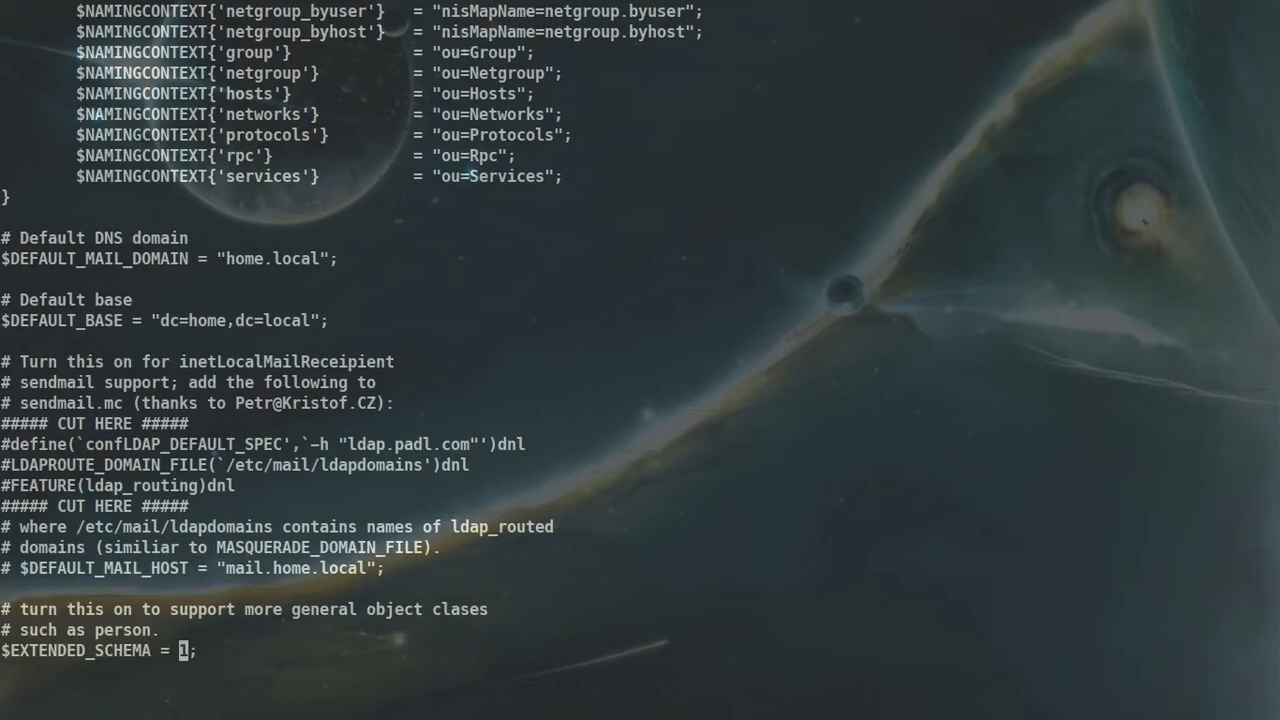 $NAMINGCONTEXT{'netgroup_byuser'} = "nisMapName=netgroup.byuser";
$NAMINGCONTEXT{'netgroup_byhost'} = "nisMapName=netgroup.byhost";
$NAMINGCONTEXT{'group'} = "ou=Group";
$NAMINGCONTEXT{'netgroup'} = "ou=Netgroup";
$NAMINGCONTEXT{'hosts'} = "ou=Hosts";
$NAMINGCONTEXT{'networks'} = "ou=Networks";
$NAMINGCONTEXT{'protocols'} = "ou=Protocols";
$NAMINGCONTEXT{'rpc'} = "ou=Rpc";
$NAMINGCONTEXT{'services'} = "ou=Services";
}
# Default DNS domain
$DEFAULT_MAIL_DOMAIN = "home.local";
# Default base
$DEFAULT_BASE = "dc=home,dc=local";
# Turn this on for inetLocalMailReceipient
# sendmail support; add the following to
# sendmail.mc (thanks to Petr@Kristof.CZ):
##### CUT HERE #####
#define(`confLDAP_DEFAULT_SPEC',`-h "ldap.padl.com"')dnl
#LDAPROUTE_DOMAIN_FILE(`/etc/mail/ldapdomains')dnl
#FEATURE(ldap_routing)dnl
##### CUT HERE #####
# where /etc/mail/ldapdomains contains names of ldap_routed
# domains (similiar to MASQUERADE_DOMAIN_FILE).
# $DEFAULT_MAIL_HOST = "mail.home.local";
# turn this on to support more general object clases
# such as person.
$EXTENDED_SCHEMA = 1;